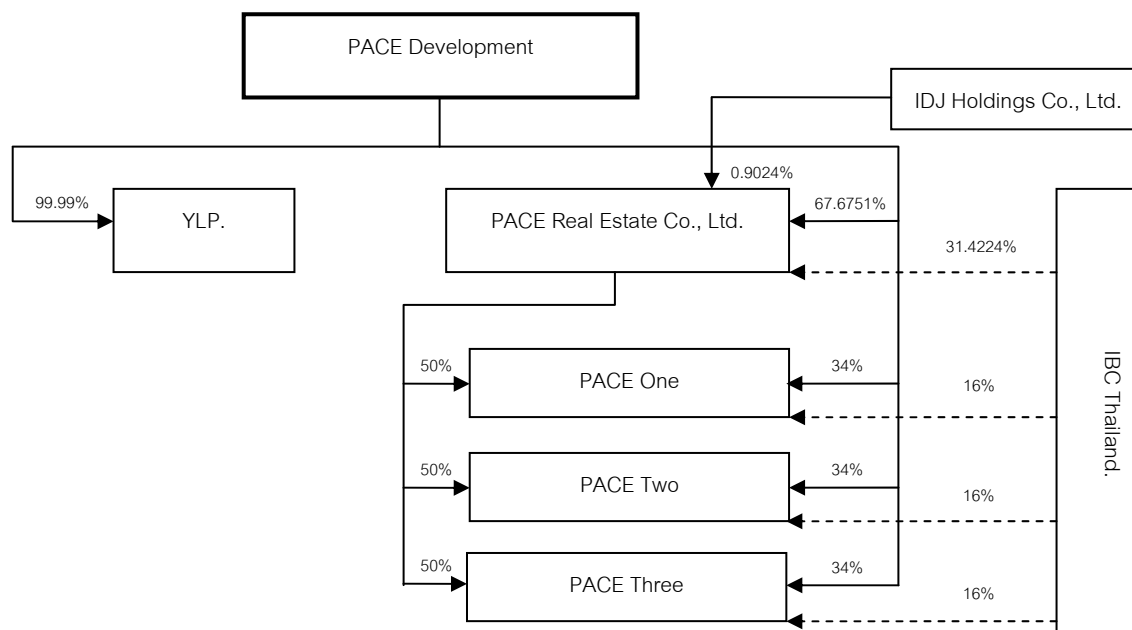 PACE Development
IDJ Holdings Co., Ltd.
0.9024%
99.99%
YLP.
PACE Real Estate Co., Ltd.
67.6751%
31.4224%
50%
PACE One
34%
16%
50%
PACE Two
34%
16%
50%
PACE Three
34%
16%
IBC Thailand.